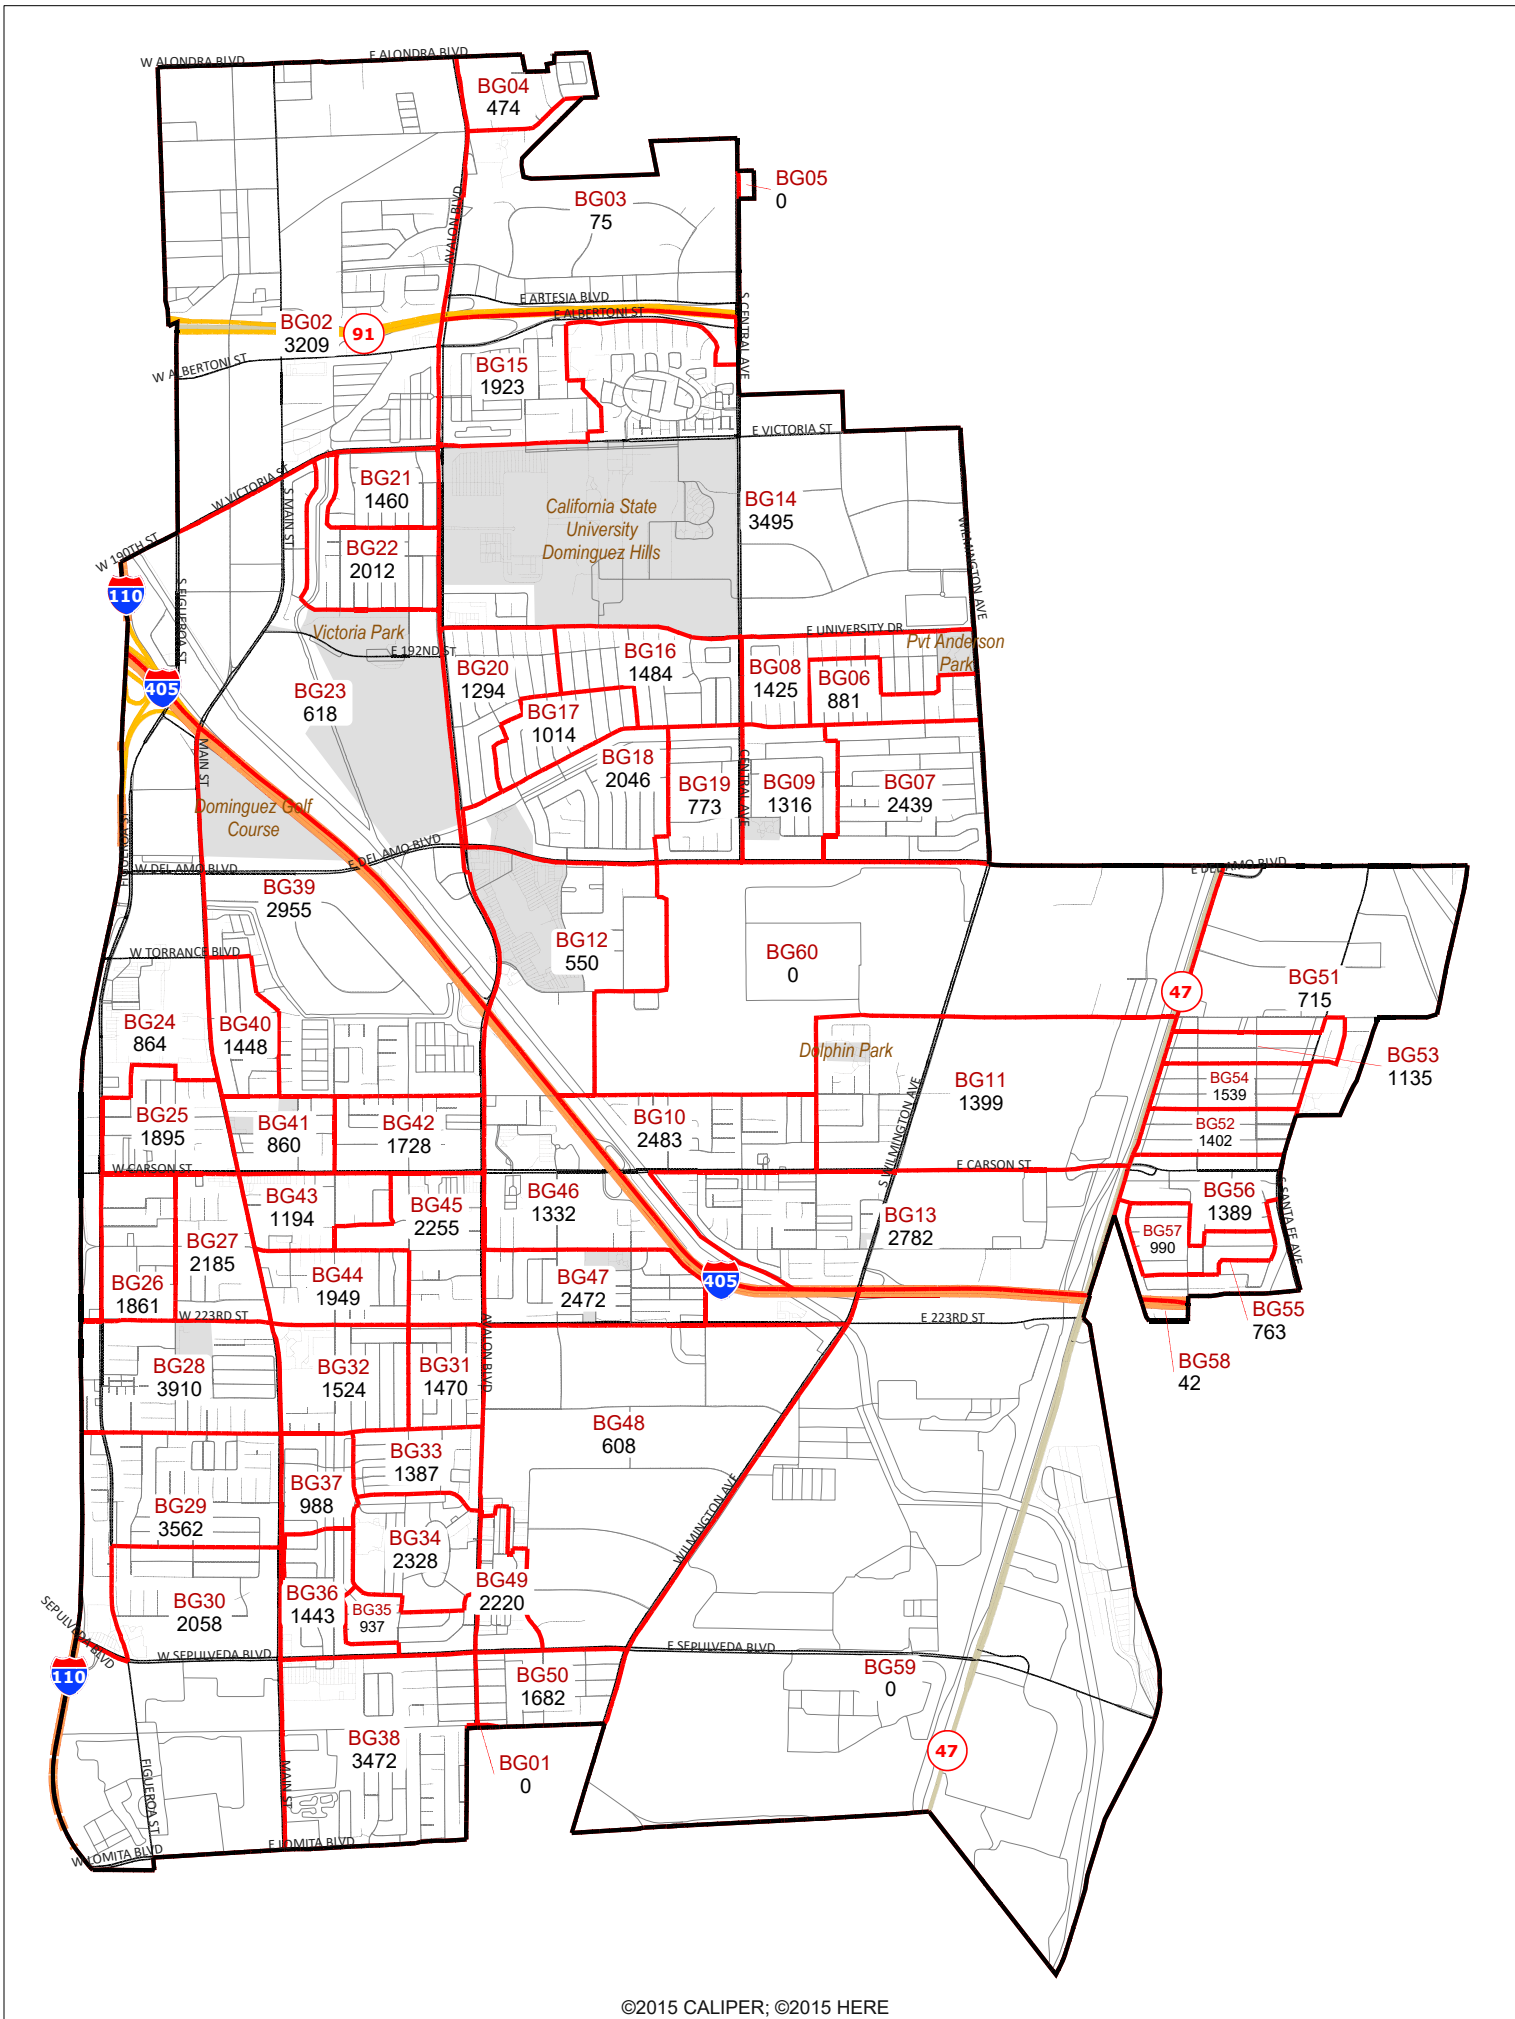 W ALONDRA BLVD
E ALONDRA BLVD
BG04
474
BG05
0
BG03
75
AVALON BLVD
E ARTESIA BLVD
E ALBERTONI ST
S CENTRAL AVE
BG02
3209
91
W ALBERTONI ST
BG15
1923
E VICTORIA ST
W VICTORIA ST
S MAIN ST
BG21
1460
California State
University
Dominguez Hills
BG14
3495
WILMINGTON AVE
W 190TH ST
BG22
2012
110
S FIGUEROA ST
Victoria Park
E 192ND ST
E UNIVERSITY DR
Pvt Anderson
Park
BG20
1294
BG16
1484
BG08
1425
BG06
881
405
BG23
618
BG17
1014
MAIN ST
BG18
2046
BG19
773
CENTRAL AVE
BG09
1316
BG07
2439
Dominguez Golf
Course
FIGUEROA ST
W DEL AMO BLVD
E DEL AMO BLVD
E DEL AMO BLVD
BG39
2955
W TORRANCE BLVD
BG12
550
BG60
0
47
BG51
715
BG24
864
BG40
1448
Dolphin Park
BG53
1135
BG11
1399
BG54
1539
BG25
1895
BG41
860
BG42
1728
BG10
2483
S WILMINGTON AVE
BG52
1402
W CARSON ST
E CARSON ST
BG43
1194
BG45
2255
BG46
1332
BG13
2782
BG56
1389
E SANTA FE AVE
BG57
990
BG27
2185
BG26
1861
BG44
1949
BG47
2472
405
W 223RD ST
E 223RD ST
BG55
763
AVALON BLVD
BG28
3910
BG32
1524
BG31
1470
BG58
42
BG48
608
BG33
1387
BG37
988
BG29
3562
WILMINGTON AVE
BG34
2328
BG49
2220
BG30
2058
BG36
1443
BG35
937
SEPULVEDA BLVD
W SEPULVEDA BLVD
E SEPULVEDA BLVD
110
BG50
1682
BG59
0
BG38
3472
BG01
0
47
FIGUEROA ST
MAIN ST
W LOMITA BLVD
E LOMITA BLVD
©2015 CALIPER; ©2015 HERE